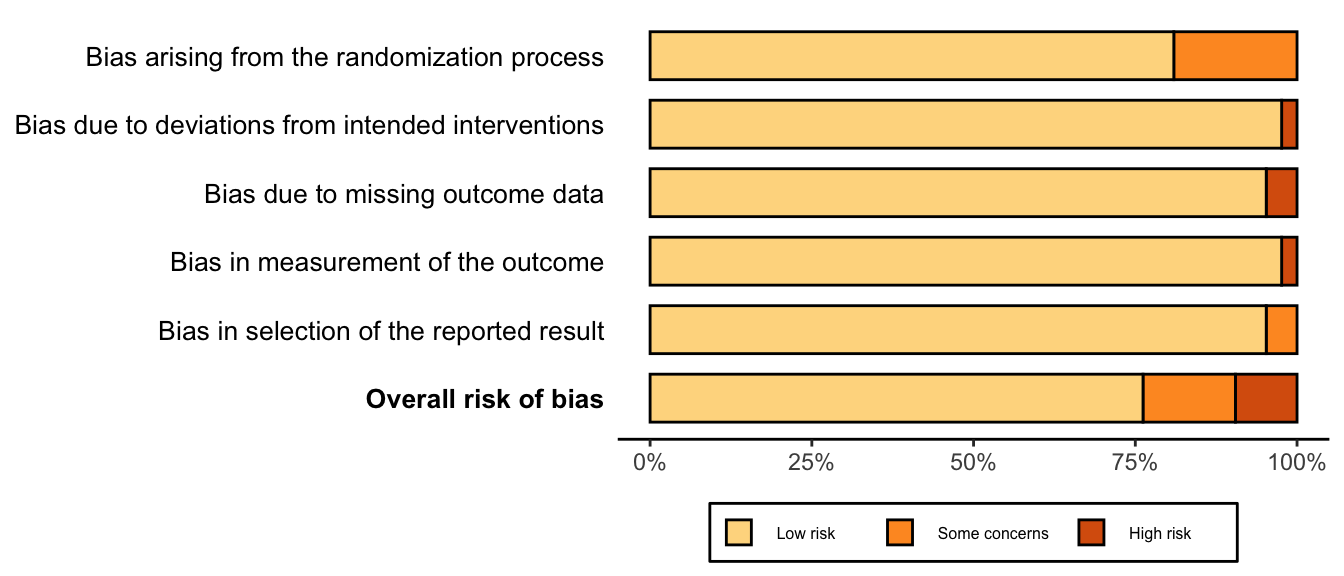 Bias arising from the randomization process
Bias due to deviations from intended interventions
Bias due to missing outcome data
Bias in measurement of the outcome
Bias in selection of the reported result
Overall risk of bias
0% 25% 50% 75% 100%
Low risk Some concerns High risk